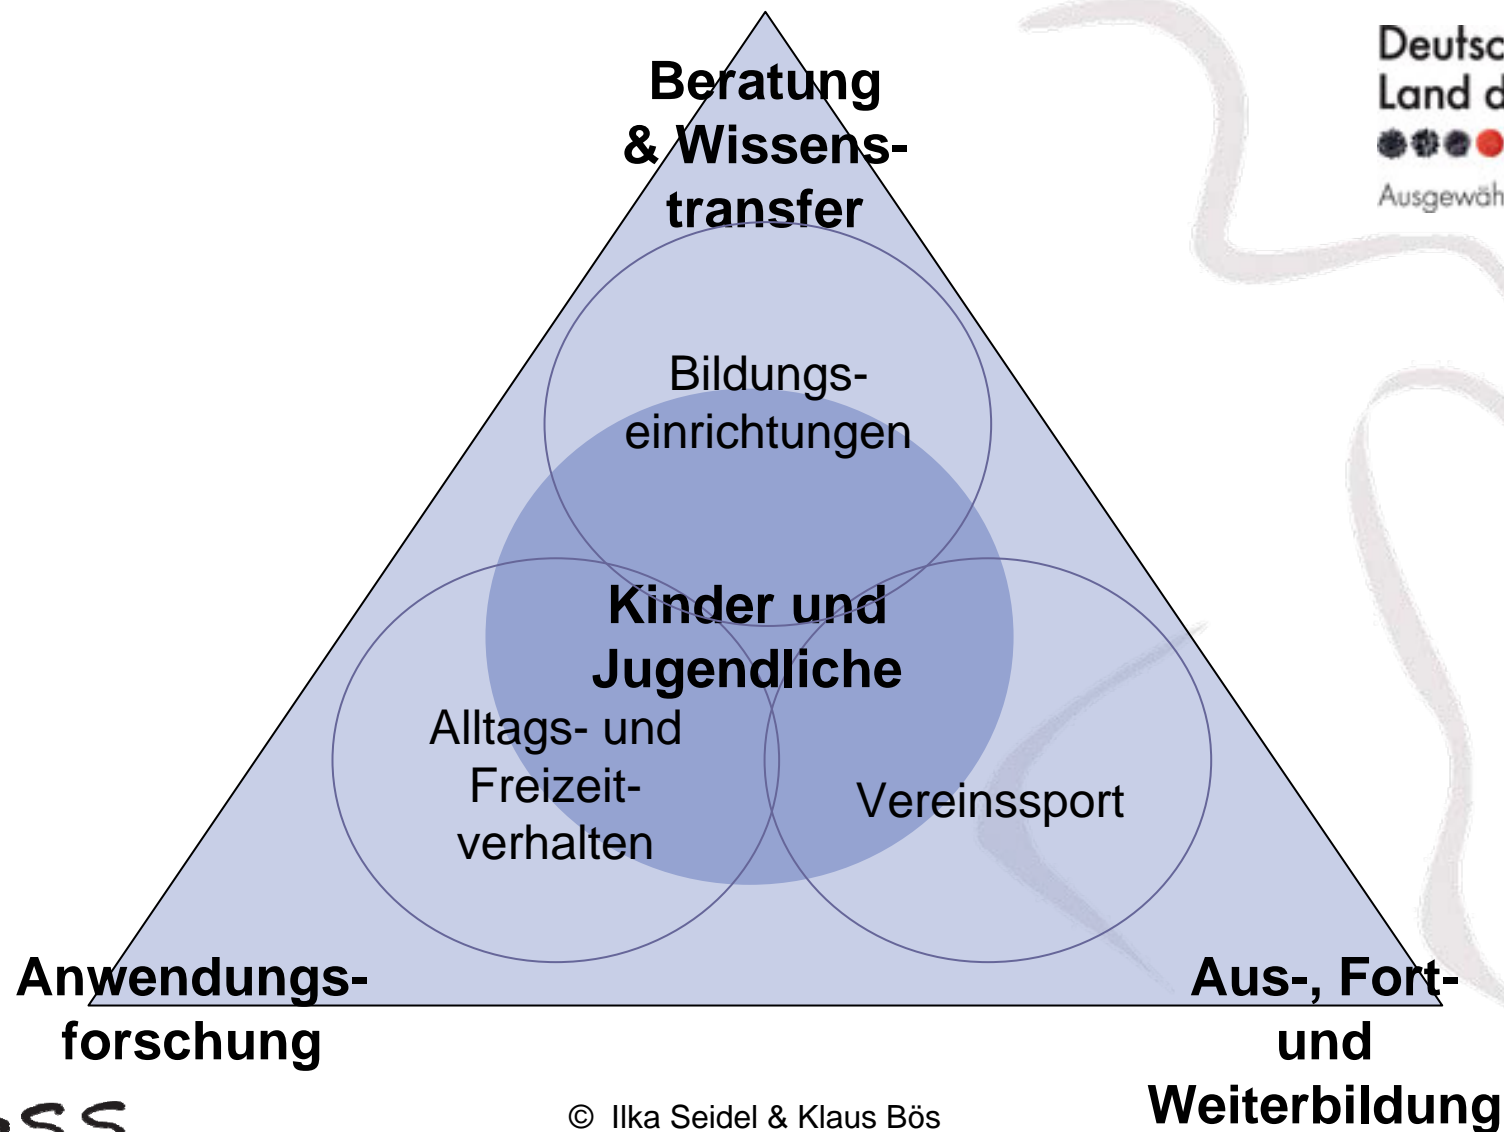 Beratung
& Wissens-
transfer
Land d
Bildungs-
einrichtungen
Kinder und
Jugendliche
Alltags- und
Freizeit-
verhalten
Vereinssport
Anwendungs-
forschung
Aus-, Fort-
und
Weiterbildung
© Ilka Seidel & Klaus Bös